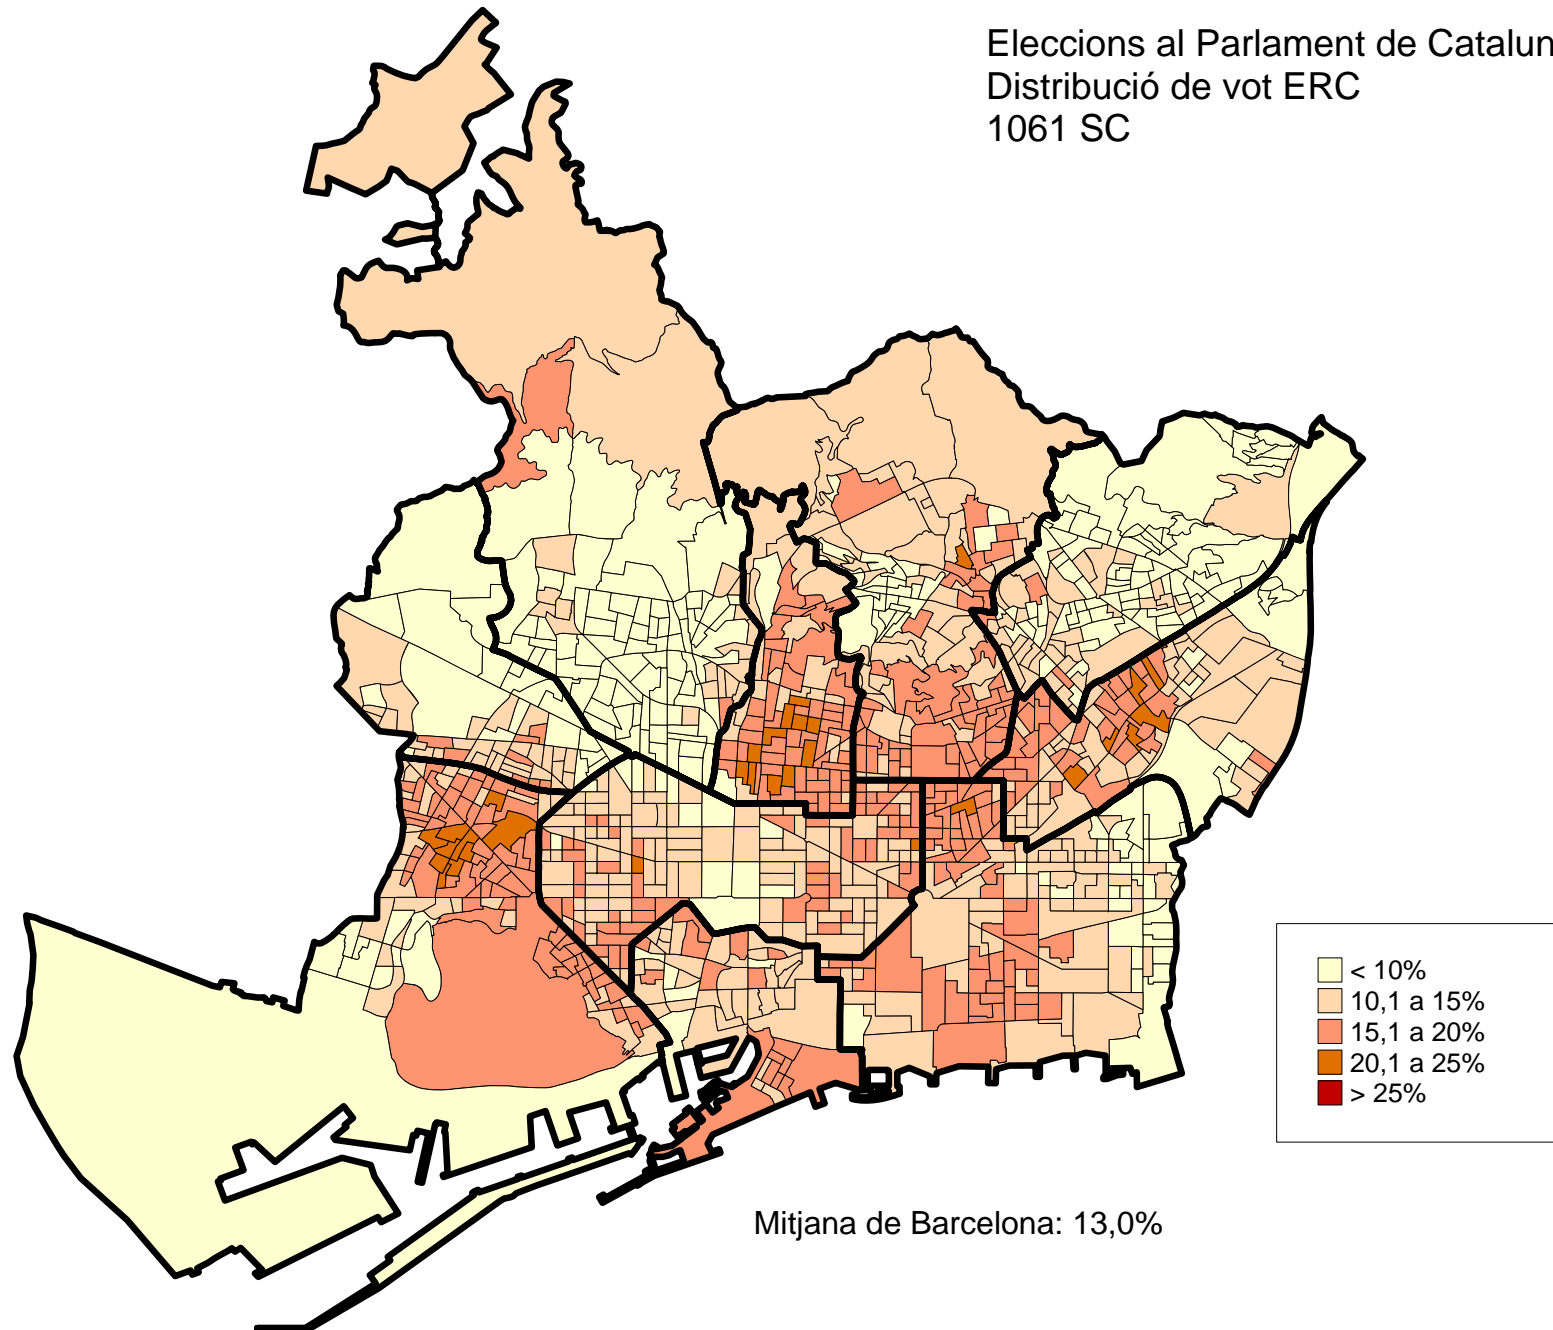 Eleccions al Parlament de Catalun
Distribució de vot ERC
1061 SC
< 10%
10,1 a 15%
15,1 a 20%
20,1 a 25%
> 25%
Mitjana de Barcelona: 13,0%